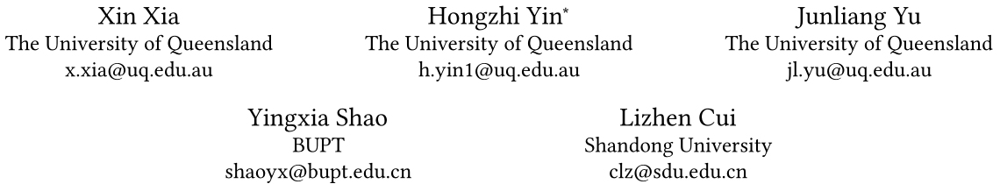 Xin Xia
The University of Queensland
x.xia@uq.edu.au
Hongzhi Yin*
The University of Queensland
h.yin1@uq.edu.au
Junliang Yu
The University of Queensland
jl.yu@uq.edu.au
Yingxia Shao
BUPT
shaoyx@bupt.edu.cn
Lizhen Cui
Shandong University
clz@sdu.edu.cn